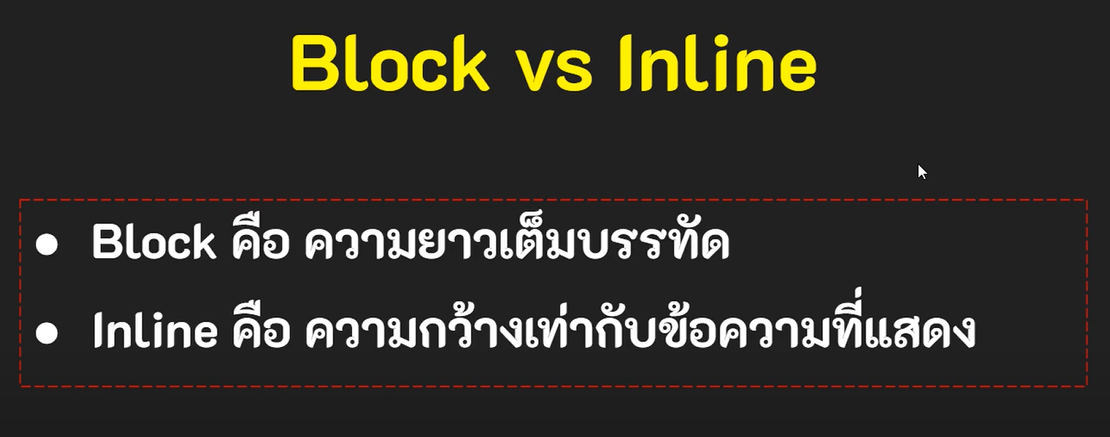 Block vs Inline
● Block คือ ความยาวเต็มบรรทัด
● Inline คือ ความกว้างเท่ากับข้อความที่แสดง